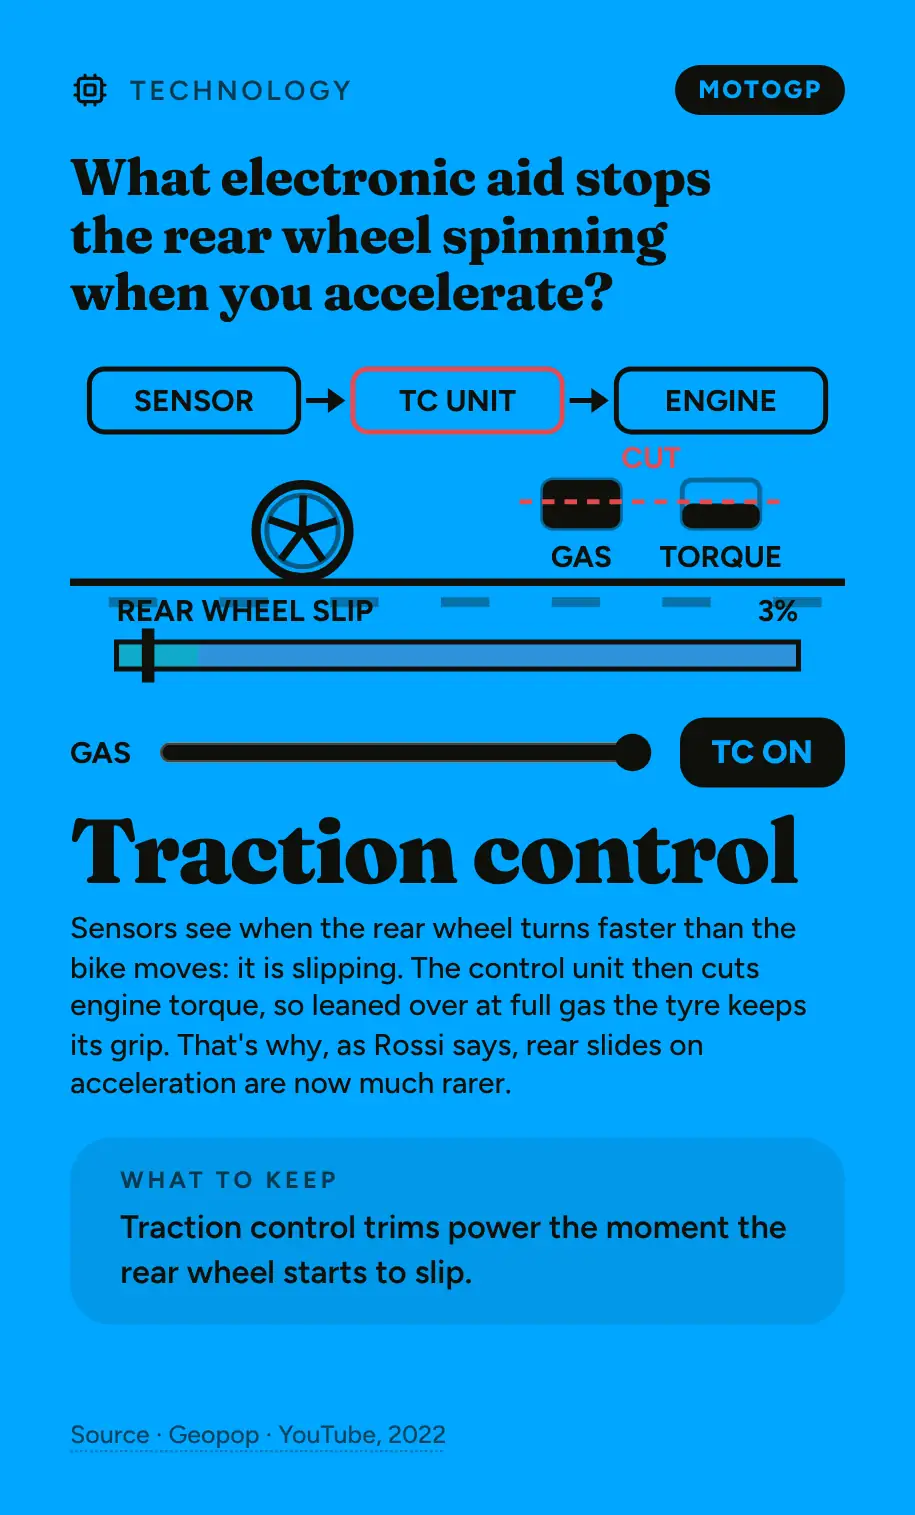 TECHNOLOGY
MOTOGP
What electronic aid stops
the rear wheel spinning
when you accelerate?
SENSOR
TC UNIT
ENGINE
CUT
GAS
TORQUE
REAR WHEEL SLIP
3%
GAS
TC ON
Traction control
Sensors see when the rear wheel turns faster than the
bike moves: it is slipping. The control unit then cuts
engine torque, so leaned over at full gas the tyre keeps
its grip. That's why, as Rossi says, rear slides on
acceleration are now much rarer.
WHAT TO KEEP
Traction control trims power the moment the
rear wheel starts to slip.
Source · Geopop · YouTube, 2022